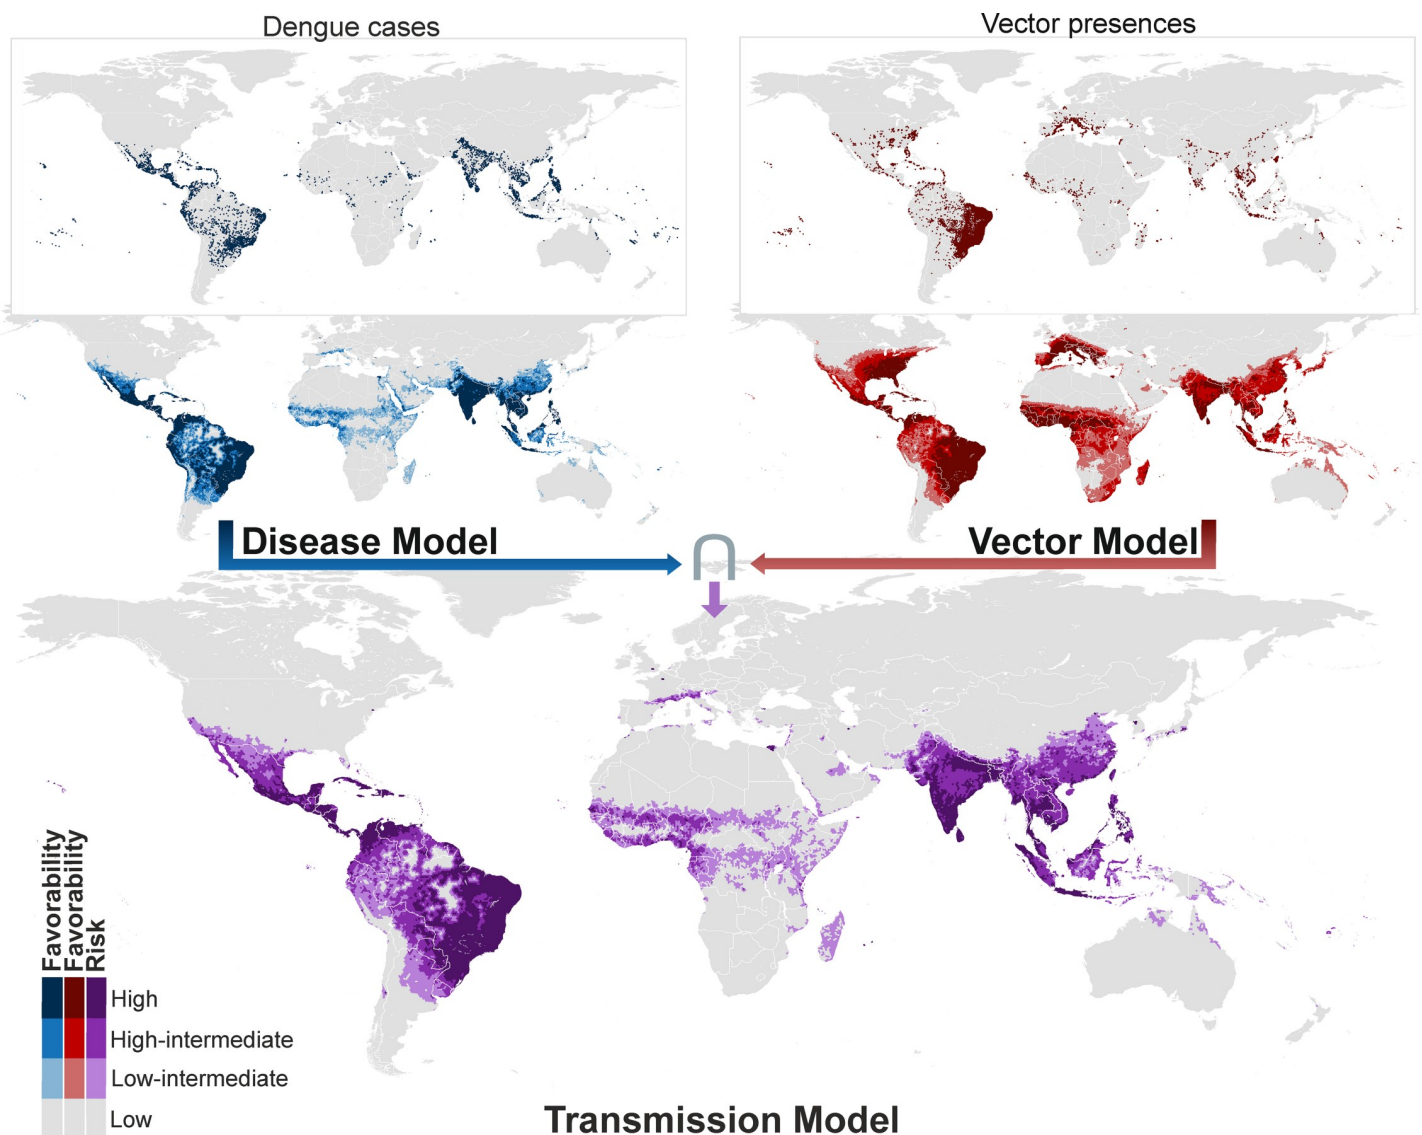 Dengue cases
Vector presences
Disease Model
∩
Vector Model
Favorability
Favorability
Risk
High
High-intermediate
Low-intermediate
Low
Transmission Model